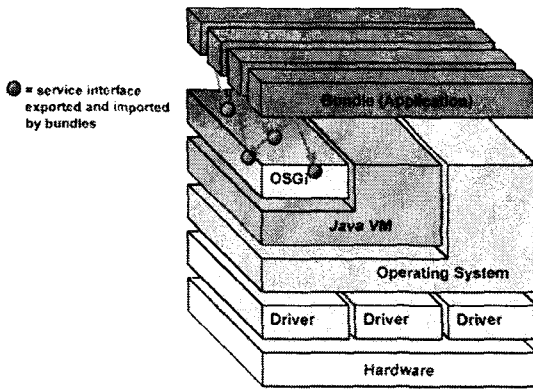 Bundle (Application)
= service interface
exported and imported
by bundles
OSGi
Java VM
Operating System
Driver Driver Driver
Hardware